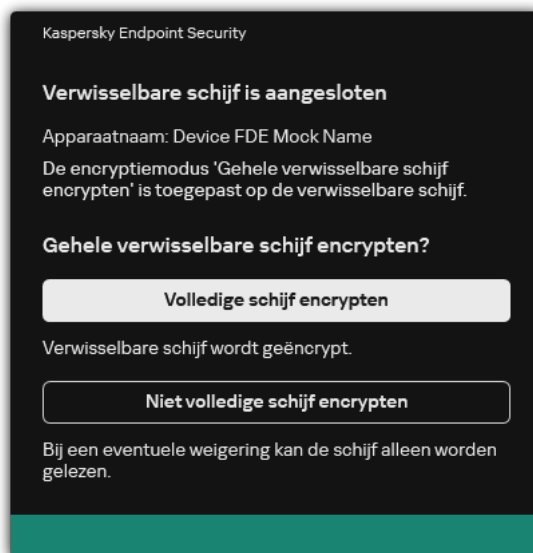 Kaspersky Endpoint Security
Verwisselbare schijf is aangesloten
Apparaatnaam: Device FDE Mock Name
De encryptiemodus 'Gehele verwisselbare schijf
encrypten' is toegepast op de verwisselbare schijf.
Gehele verwisselbare schijf encrypten?
Volledige schijf encrypten
Verwisselbare schijf wordt geëncrypt.
Niet volledige schijf encrypten
Bij een eventuele weigering kan de schijf alleen worden
gelezen.